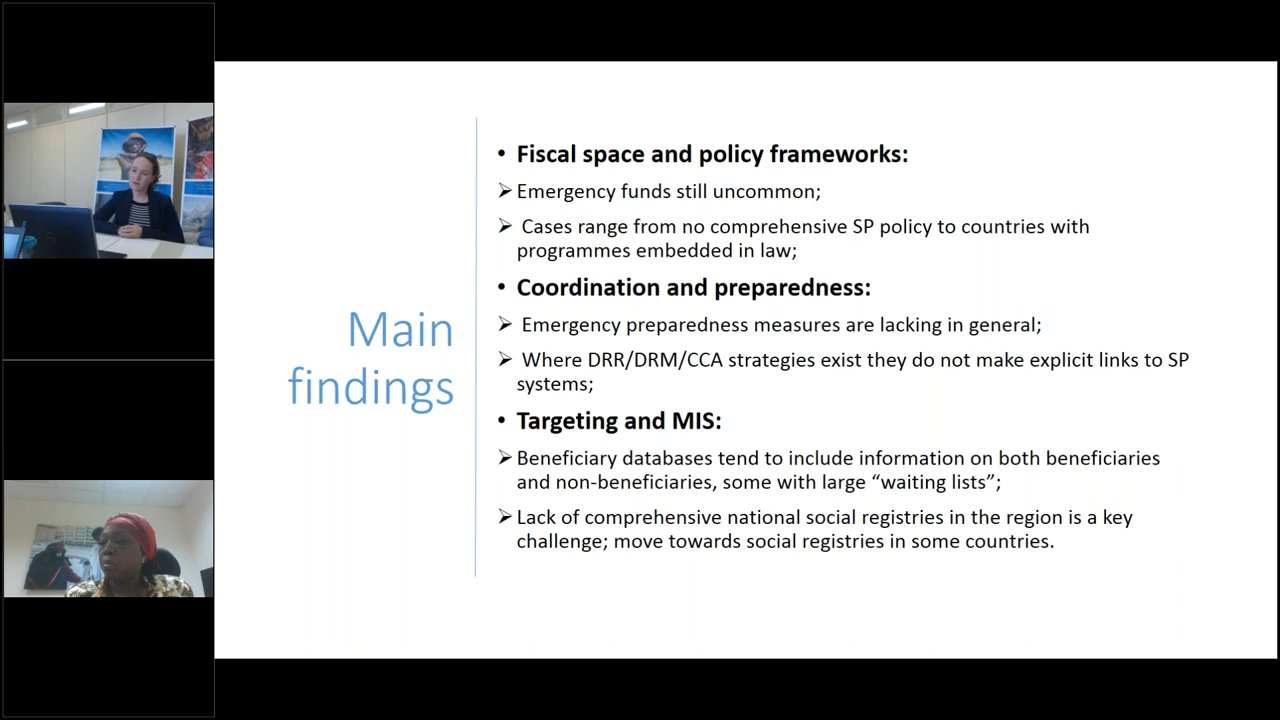 Main
findings
• Fiscal space and policy frameworks:
➢ Emergency funds still uncommon;
➢ Cases range from no comprehensive SP policy to countries with
programmes embedded in law;
• Coordination and preparedness:
➢ Emergency preparedness measures are lacking in general;
➢ Where DRR/DRM/CCA strategies exist they do not make explicit links to SP
systems;
• Targeting and MIS:
➢ Beneficiary databases tend to include information on both beneficiaries
and non-beneficiaries, some with large “waiting lists”;
➢ Lack of comprehensive national social registries in the region is a key
challenge; move towards social registries in some countries.